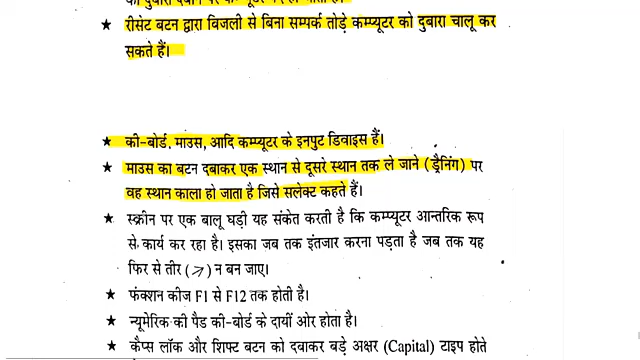 ★ रीसेट बटन द्वारा बिजली से बिना सम्पर्क तोड़े कम्प्यूटर को दुबारा चालू कर
सकते हैं।
★ की-बोर्ड. माउस, आदि कम्प्यूटर के इनपुट डिवाइस हैं।
★ माउस का बटन दबाकर एक स्थान से दूसरे स्थान तक ले जाने (ड्रैनिंग) पर
वह स्थान काला हो जाता है जिसे सलेक्ट कहते हैं।
★ स्क्रीन पर एक बालू घड़ी यह संकेत करती है कि कम्प्यूटर आन्तरिक रूप
से कार्य कर रहा है। इसका जब तक इंतजार करना पड़ता है जब तक यह
फिर से तीर (↗) न बन जाए।
★ फंक्शन कीज F1 से F12 तक होती है।
★ न्यूमेरिक की पैड की-बोर्ड के दायीं ओर होता है।
★ कैप्स लॉक और शिफ्ट बटन को दबाकर बड़े अक्षर (Capital) टाइप होते